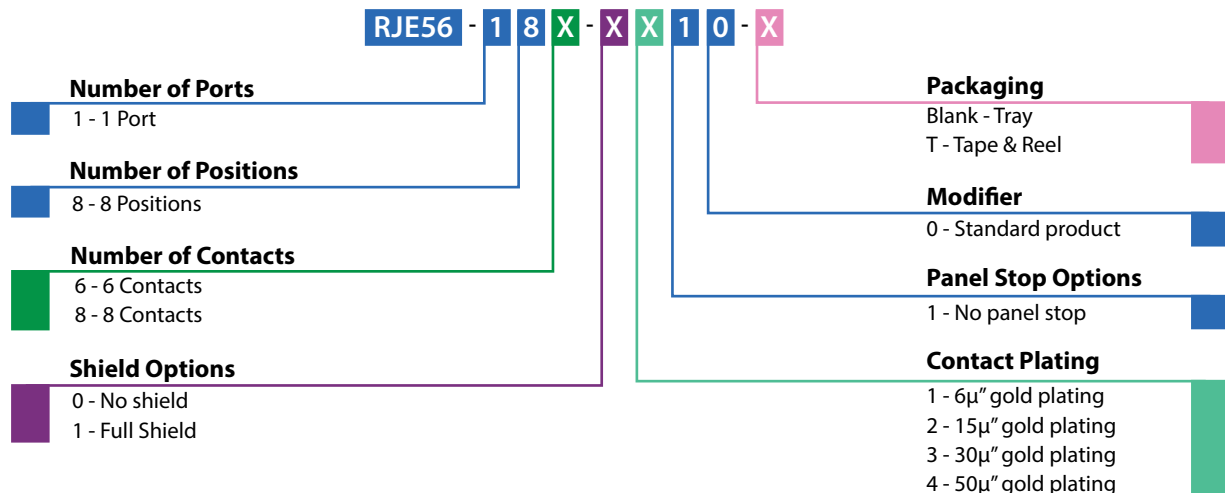 RJE56 - 1 8 X - X X 1 0 - X
Number of Ports
1 - 1 Port
Number of Positions
8 - 8 Positions
Number of Contacts
6 - 6 Contacts
8 - 8 Contacts
Shield Options
0 - No shield
1 - Full Shield
Packaging
Blank - Tray
T - Tape & Reel
Modifier
0 - Standard product
Panel Stop Options
1 - No panel stop
Contact Plating
1 - 6µ” gold plating
2 - 15µ” gold plating
3 - 30µ” gold plating
4 - 50µ” gold plating